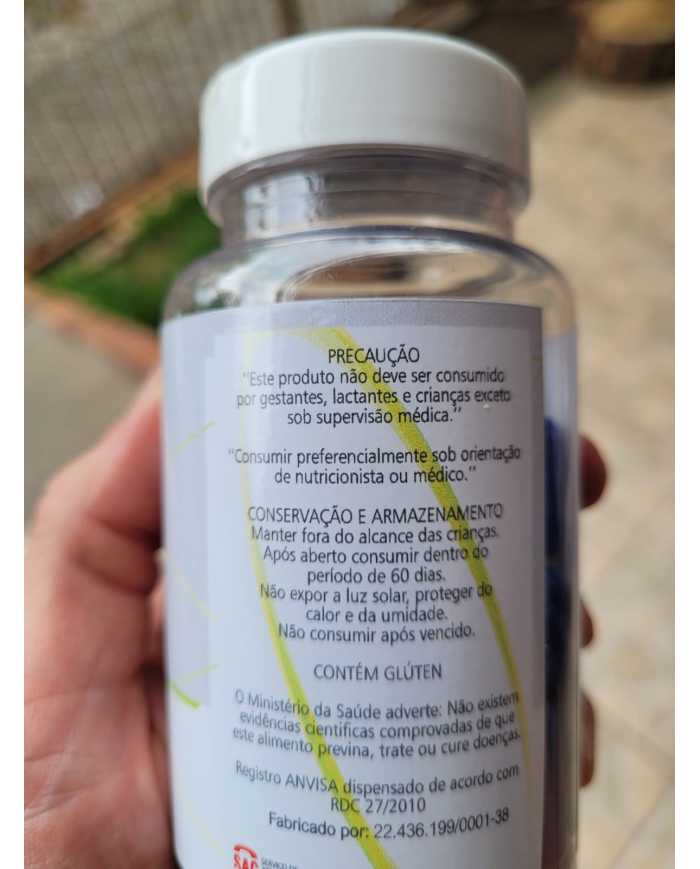 PRECAUÇÃO
“Este produto não deve ser consumido
por gestantes, lactantes e crianças exceto
sob supervisão médica.”
“Consumir preferencialmente sob orientação
de nutricionista ou médico.”
CONSERVAÇÃO E ARMAZENAMENTO
Manter fora do alcance das crianças.
Após aberto consumir dentro do
período de 60 dias.
Não expor a luz solar, proteger do
calor e da umidade.
Não consumir após vencido.
CONTÉM GLÚTEN
O Ministério da Saúde adverte: Não existem
evidências cientificas comprovadas de que
este alimento previna, trate ou cure doenças.
Registro ANVISA dispensado de acordo com
RDC 27/2010
Fabricado por: 22.436.199/0001-38
SAC